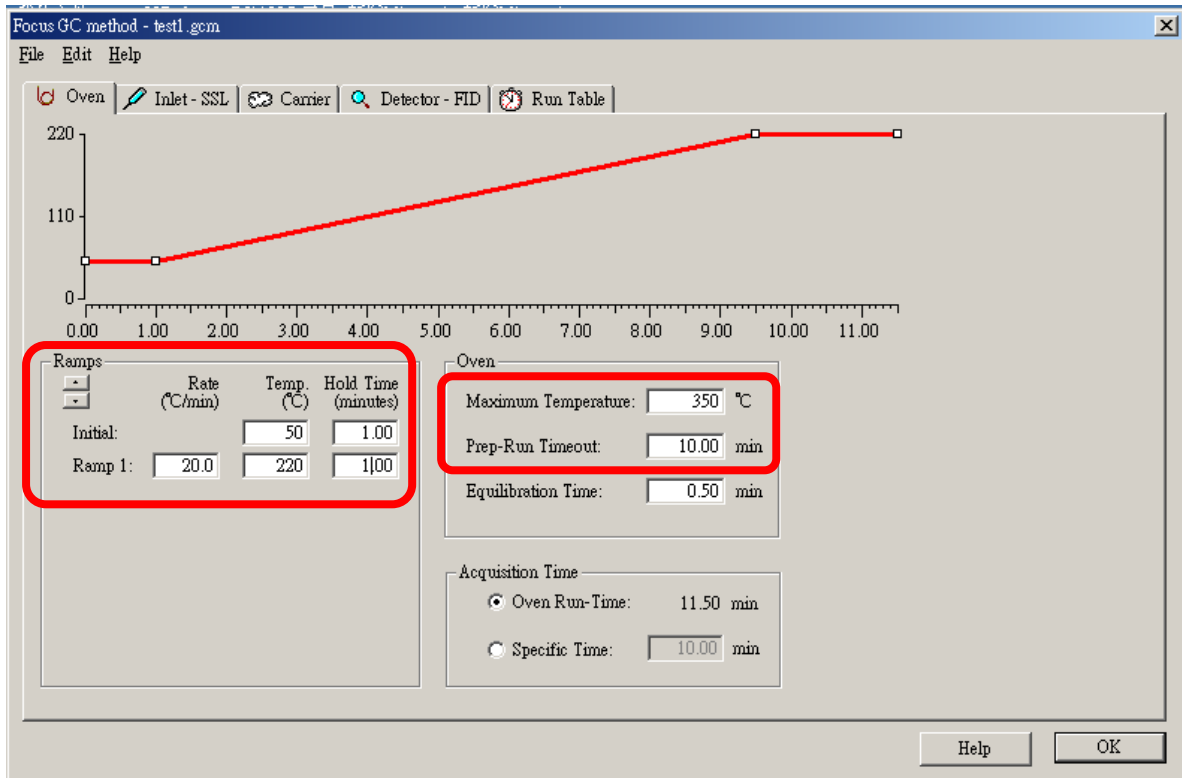 Focus GC method - test1.gcm
File Edit Help
Oven Inlet - SSL Carrier Detector - FID Run Table
220
110
0
0.00 1.00 2.00 3.00 4.00 5.00 6.00 7.00 8.00 9.00 10.00 11.00
Ramps
Rate (℃/min) Temp. (℃) Hold Time (minutes)
Initial: 50 1.00
Ramp 1: 20.0 220 1.00
Oven
Maximum Temperature: 350 ℃
Prep-Run Timeout: 10.00 min
Equilibration Time: 0.50 min
Acquisition Time
Oven Run-Time: 11.50 min
Specific Time: 10.00 min
Help OK